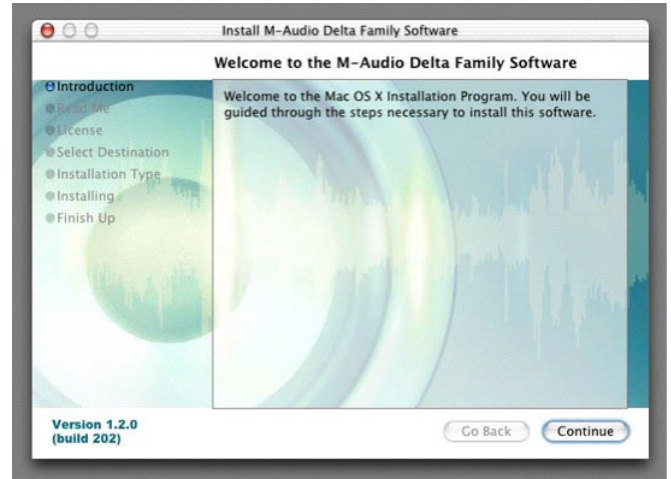 Install M-Audio Delta Family Software
Welcome to the M-Audio Delta Family Software
Introduction
Read Me
License
Select Destination
Installation Type
Installing
Finish Up
Welcome to the Mac OS X Installation Program. You will be
guided through the steps necessary to install this software.
Version 1.2.0
(build 202)
Go Back
Continue